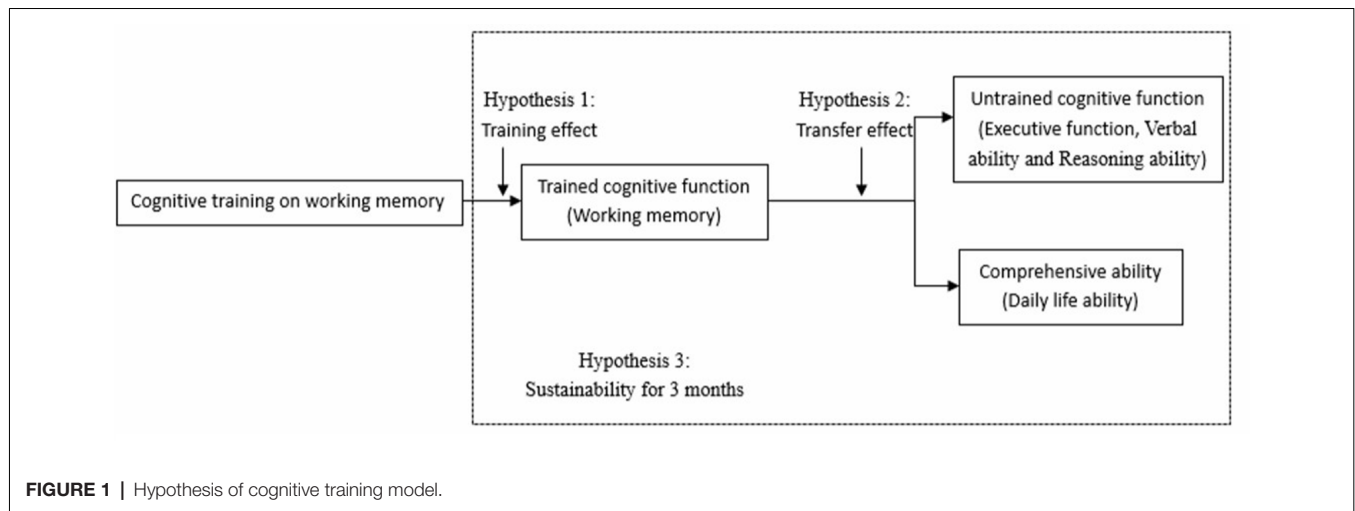 Hypothesis 1:
Training effect
Hypothesis 2:
Transfer effect
Untrained cognitive function
(Executive function, Verbal
ability and Reasoning ability)
Cognitive training on working memory
Trained cognitive function
(Working memory)
Comprehensive ability
(Daily life ability)
Hypothesis 3:
Sustainability for 3 months
FIGURE 1 | Hypothesis of cognitive training model.